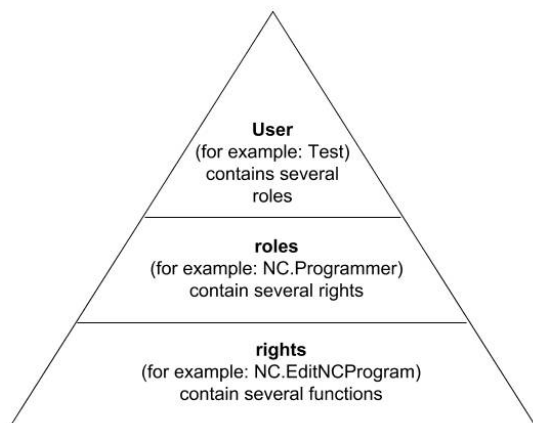 User
(for example: Test)
contains several
roles
roles
(for example: NC.Programmer)
contain several rights
rights
(for example: NC.EditNCProgram)
contain several functions